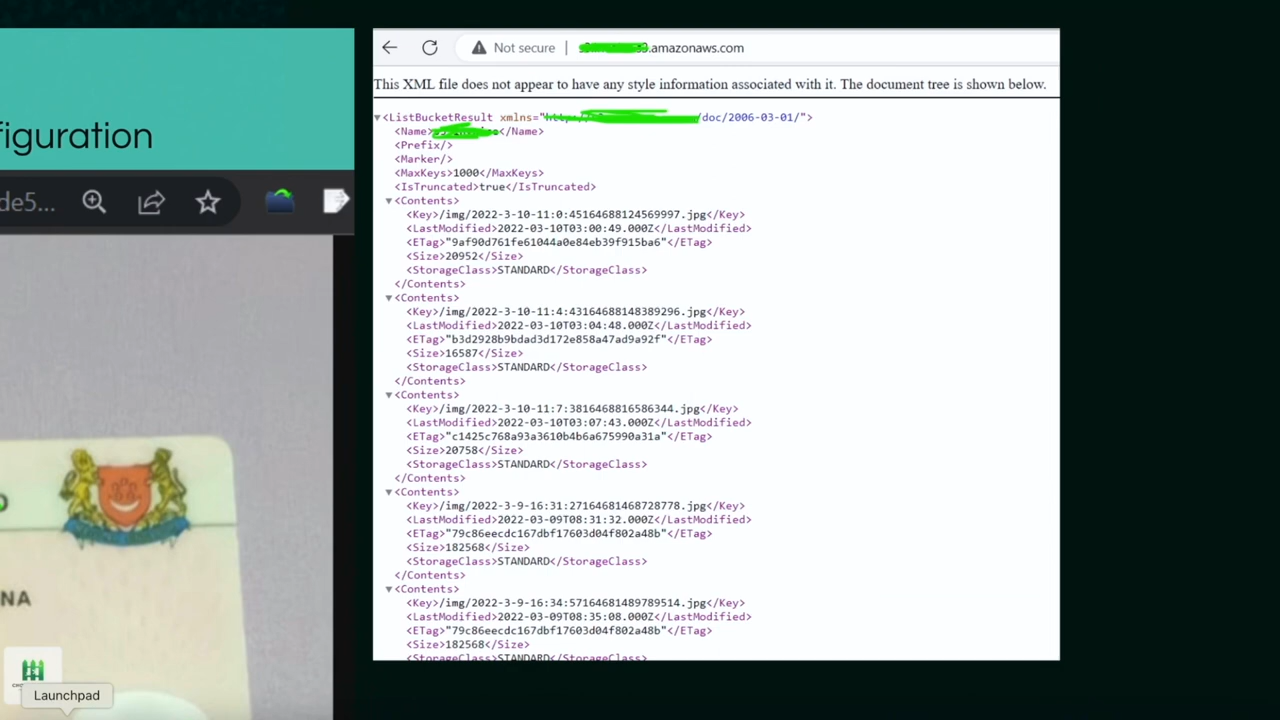 figuration
de5...
NA
Launchpad
Not secure | .amazonaws.com
This XML file does not appear to have any style information associated with it. The document tree is shown below.
<ListBucketResult xmlns="http:// /doc/2006-03-01/">
<Name> </Name>
<Prefix/>
<Marker/>
<MaxKeys>1000</MaxKeys>
<IsTruncated>true</IsTruncated>
<Contents>
<Key>/img/2022-3-10-11:0:45164688124569997.jpg</Key>
<LastModified>2022-03-10T03:00:49.000Z</LastModified>
<ETag>"9af90d761fe61044a0e84eb39f915ba6"</ETag>
<Size>20952</Size>
<StorageClass>STANDARD</StorageClass>
</Contents>
<Contents>
<Key>/img/2022-3-10-11:4:43164688148389296.jpg</Key>
<LastModified>2022-03-10T03:04:48.000Z</LastModified>
<ETag>"b3d2928b9bdad3d172e858a47ad9a92f"</ETag>
<Size>16587</Size>
<StorageClass>STANDARD</StorageClass>
</Contents>
<Contents>
<Key>/img/2022-3-10-11:7:3816468816586344.jpg</Key>
<LastModified>2022-03-10T03:07:43.000Z</LastModified>
<ETag>"c1425c768a93a3610b4b6a675990a31a"</ETag>
<Size>20758</Size>
<StorageClass>STANDARD</StorageClass>
</Contents>
<Contents>
<Key>/img/2022-3-9-16:31:27164681468728778.jpg</Key>
<LastModified>2022-03-09T08:31:32.000Z</LastModified>
<ETag>"79c86eecdc167dbf17603d04f802a48b"</ETag>
<Size>182568</Size>
<StorageClass>STANDARD</StorageClass>
</Contents>
<Contents>
<Key>/img/2022-3-9-16:34:57164681489789514.jpg</Key>
<LastModified>2022-03-09T08:35:08.000Z</LastModified>
<ETag>"79c86eecdc167dbf17603d04f802a48b"</ETag>
<Size>182568</Size>
<StorageClass>STANDARD</StorageClass>